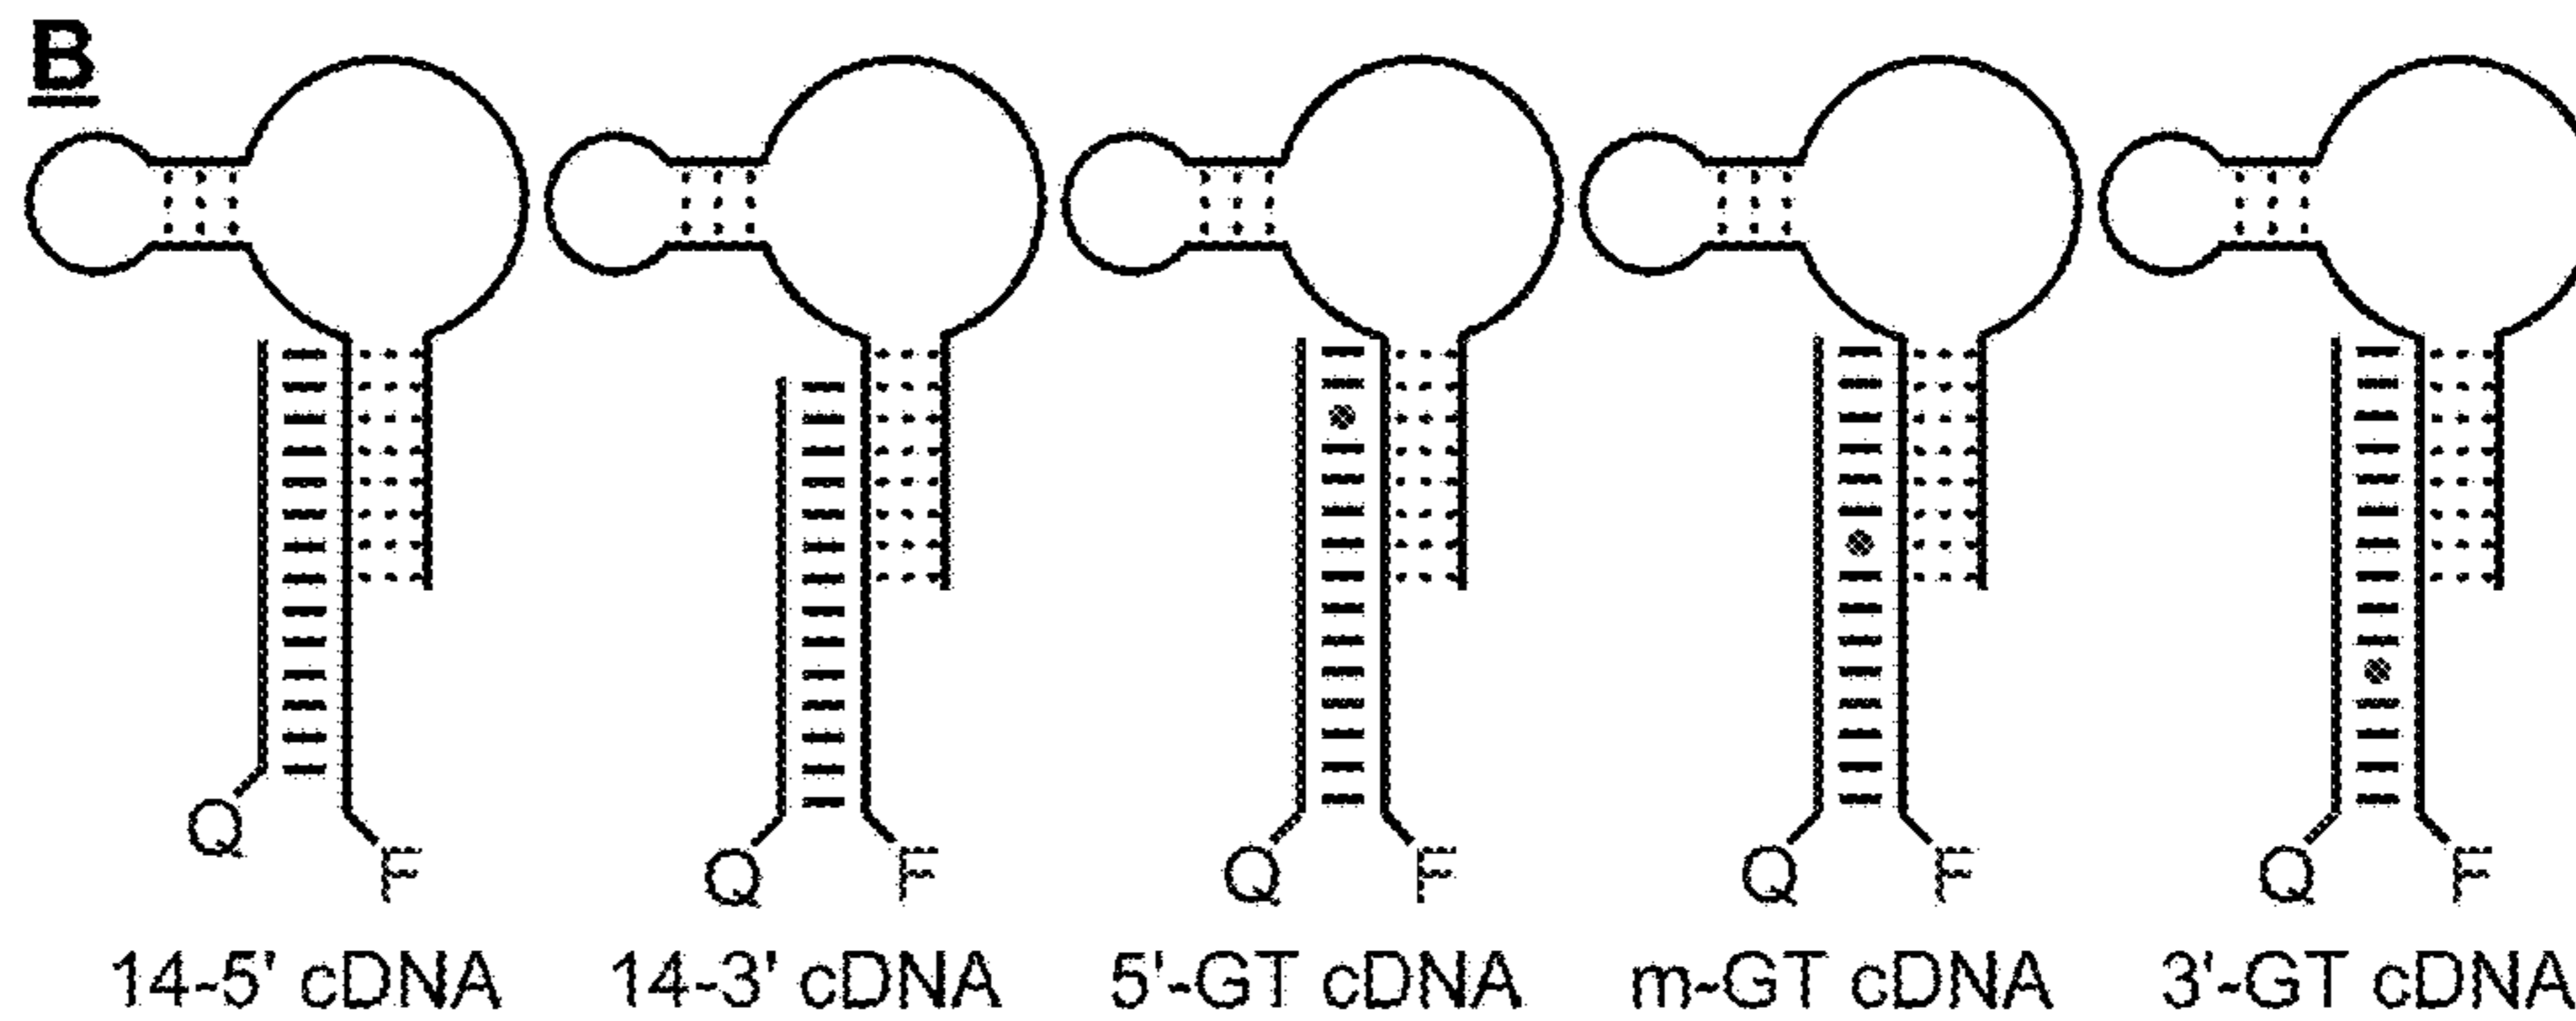 B
Q F Q F Q F Q F Q F
14-5' cDNA 14-3' cDNA 5'-GT cDNA m-GT cDNA 3'-GT cDNA